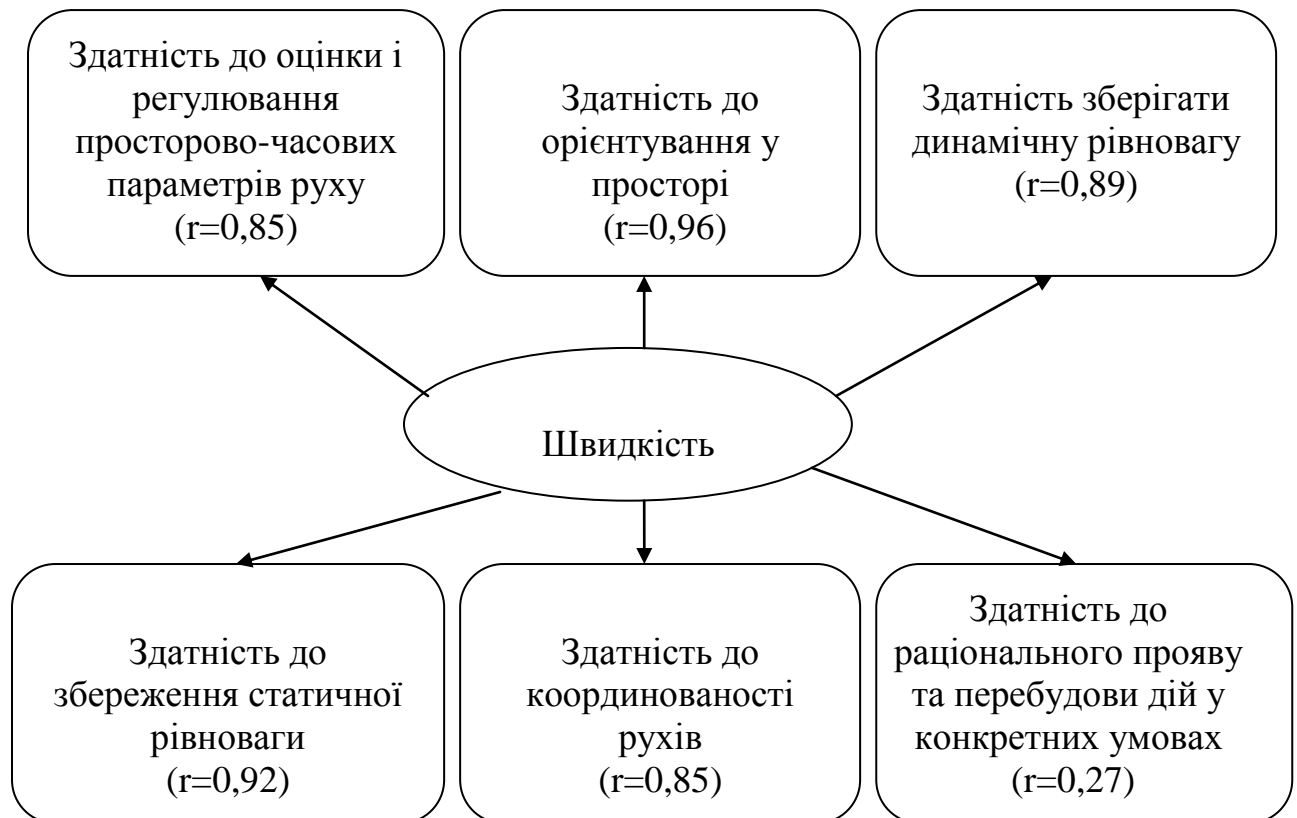 Здатність до оцінки і
регулювання
просторово-часових
параметрів руху
(r=0,85)
Здатність до
орієнтування у
просторі
(r=0,96)
Здатність зберігати
динамічну рівновагу
(r=0,89)
Швидкість
Здатність до
збереження статичної
рівноваги
(r=0,92)
Здатність до
координованості
рухів
(r=0,85)
Здатність до
раціонального прояву
та перебудови дій у
конкретних умовах
(r=0,27)